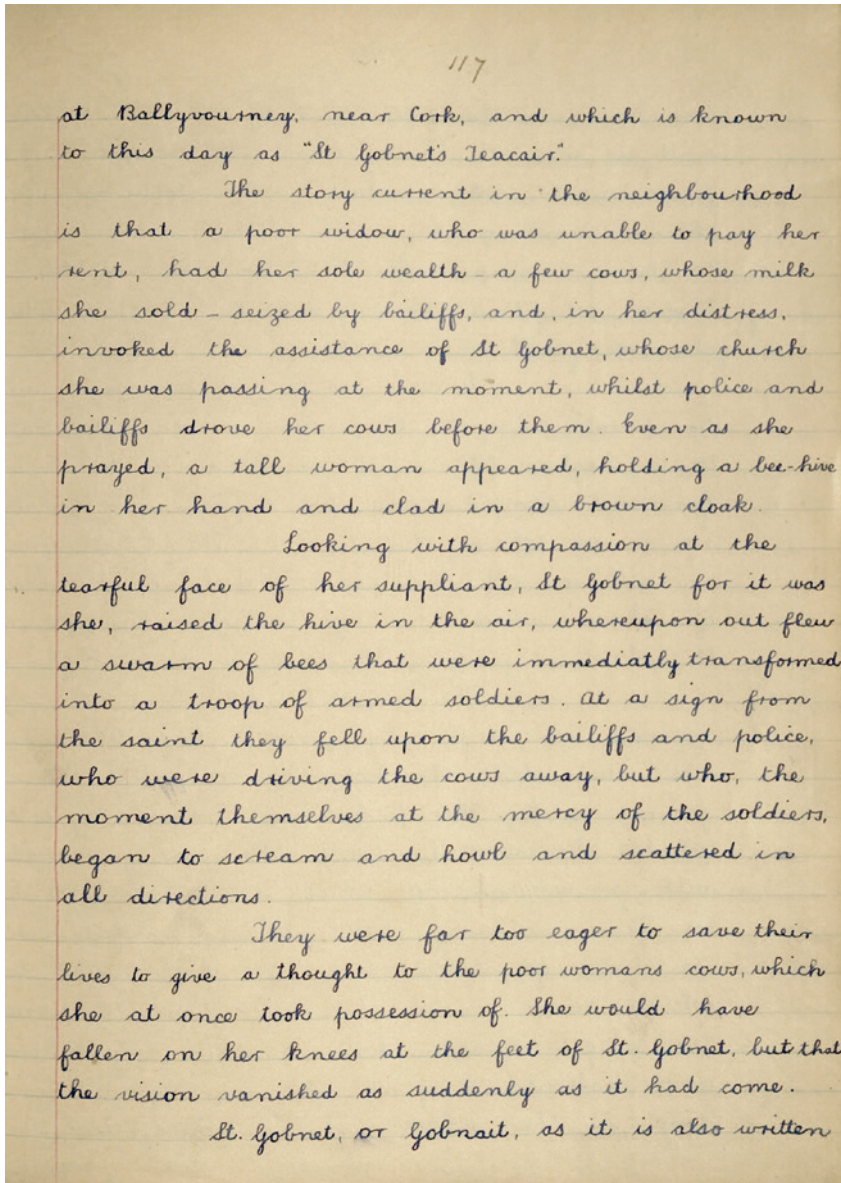 117
at Ballyvourney, near Cork, and which is known
to this day as "St Gobnet's Teacair."
The story current in the neighbourhood
is that a poor widow, who was unable to pay her
rent, had her sole wealth - a few cows, whose milk
she sold - seized by bailiffs, and, in her distress,
invoked the assistance of St Gobnet, whose church
she was passing at the moment, whilst police and
bailiffs drove her cows before them. Even as she
prayed, a tall woman appeared, holding a bee-hive
in her hand and clad in a brown cloak.
Looking with compassion at the
tearful face of her suppliant, St Gobnet for it was
she, raised the hive in the air, whereupon out flew
a swarm of bees that were immediatly transformed
into a troop of armed soldiers. At a sign from
the saint they fell upon the bailiffs and police,
who were driving the cows away, but who, the
moment themselves at the mercy of the soldiers,
began to scream and howl and scattered in
all directions.
They were far too eager to save their
lives to give a thought to the poor womans cows, which
she at once took possession of. She would have
fallen on her knees at the feet of St. Gobnet, but that
the vision vanished as suddenly as it had come.
St. Gobnet, or Gobnait, as it is also written